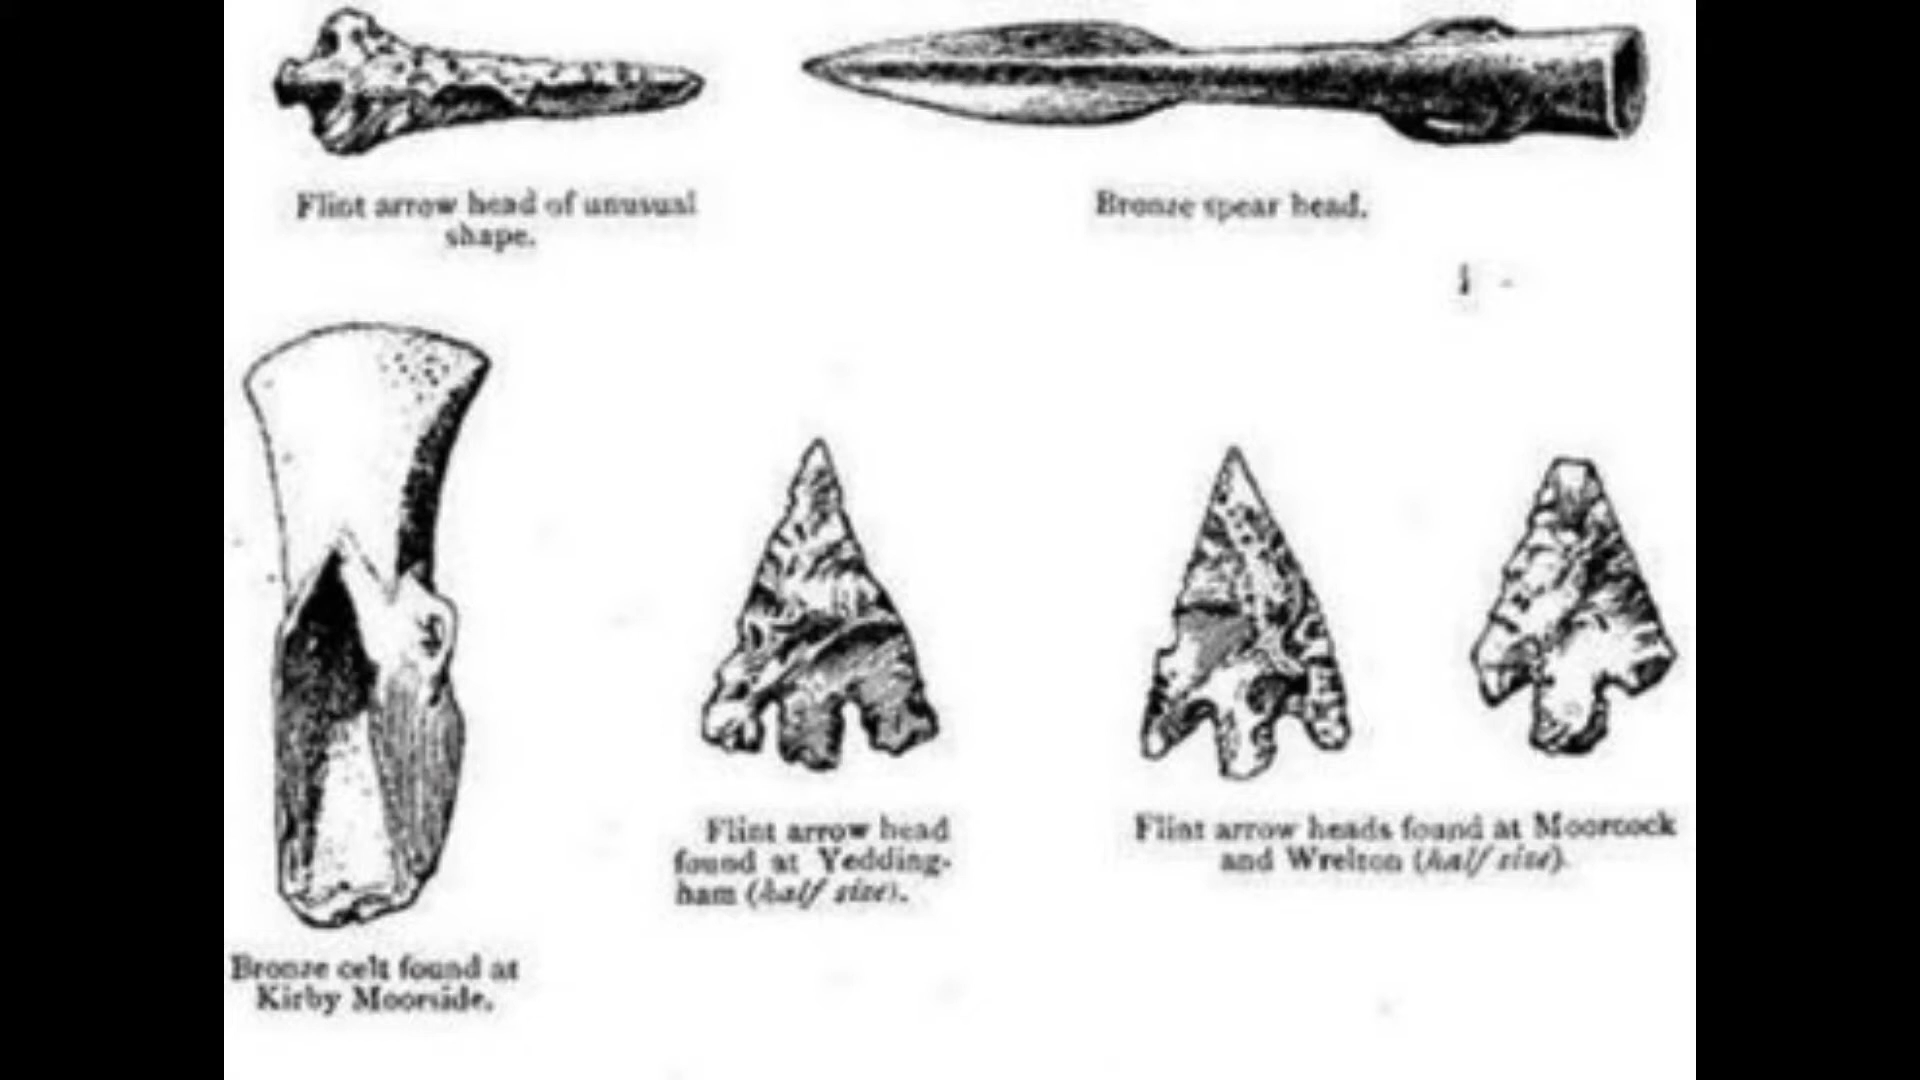 Flint arrow head of unusual
shape.
Bronze spear head.
Flint arrow head
found at Yedding-
ham (half size).
Flint arrow heads found at Moorcock
and Wrelton (half size).
Bronze celt found at
Kirby Moorside.